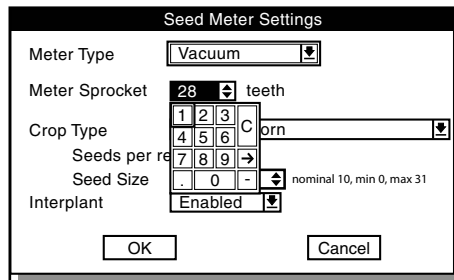 Seed Meter Settings
Meter Type Vacuum
Meter Sprocket 28 teeth
1 2 3 C
Crop Type orn
4 5 6
Seeds per re 7 8 9 →
Seed Size . 0 - nominal 10, min 0, max 31
Interplant Enabled
OK Cancel